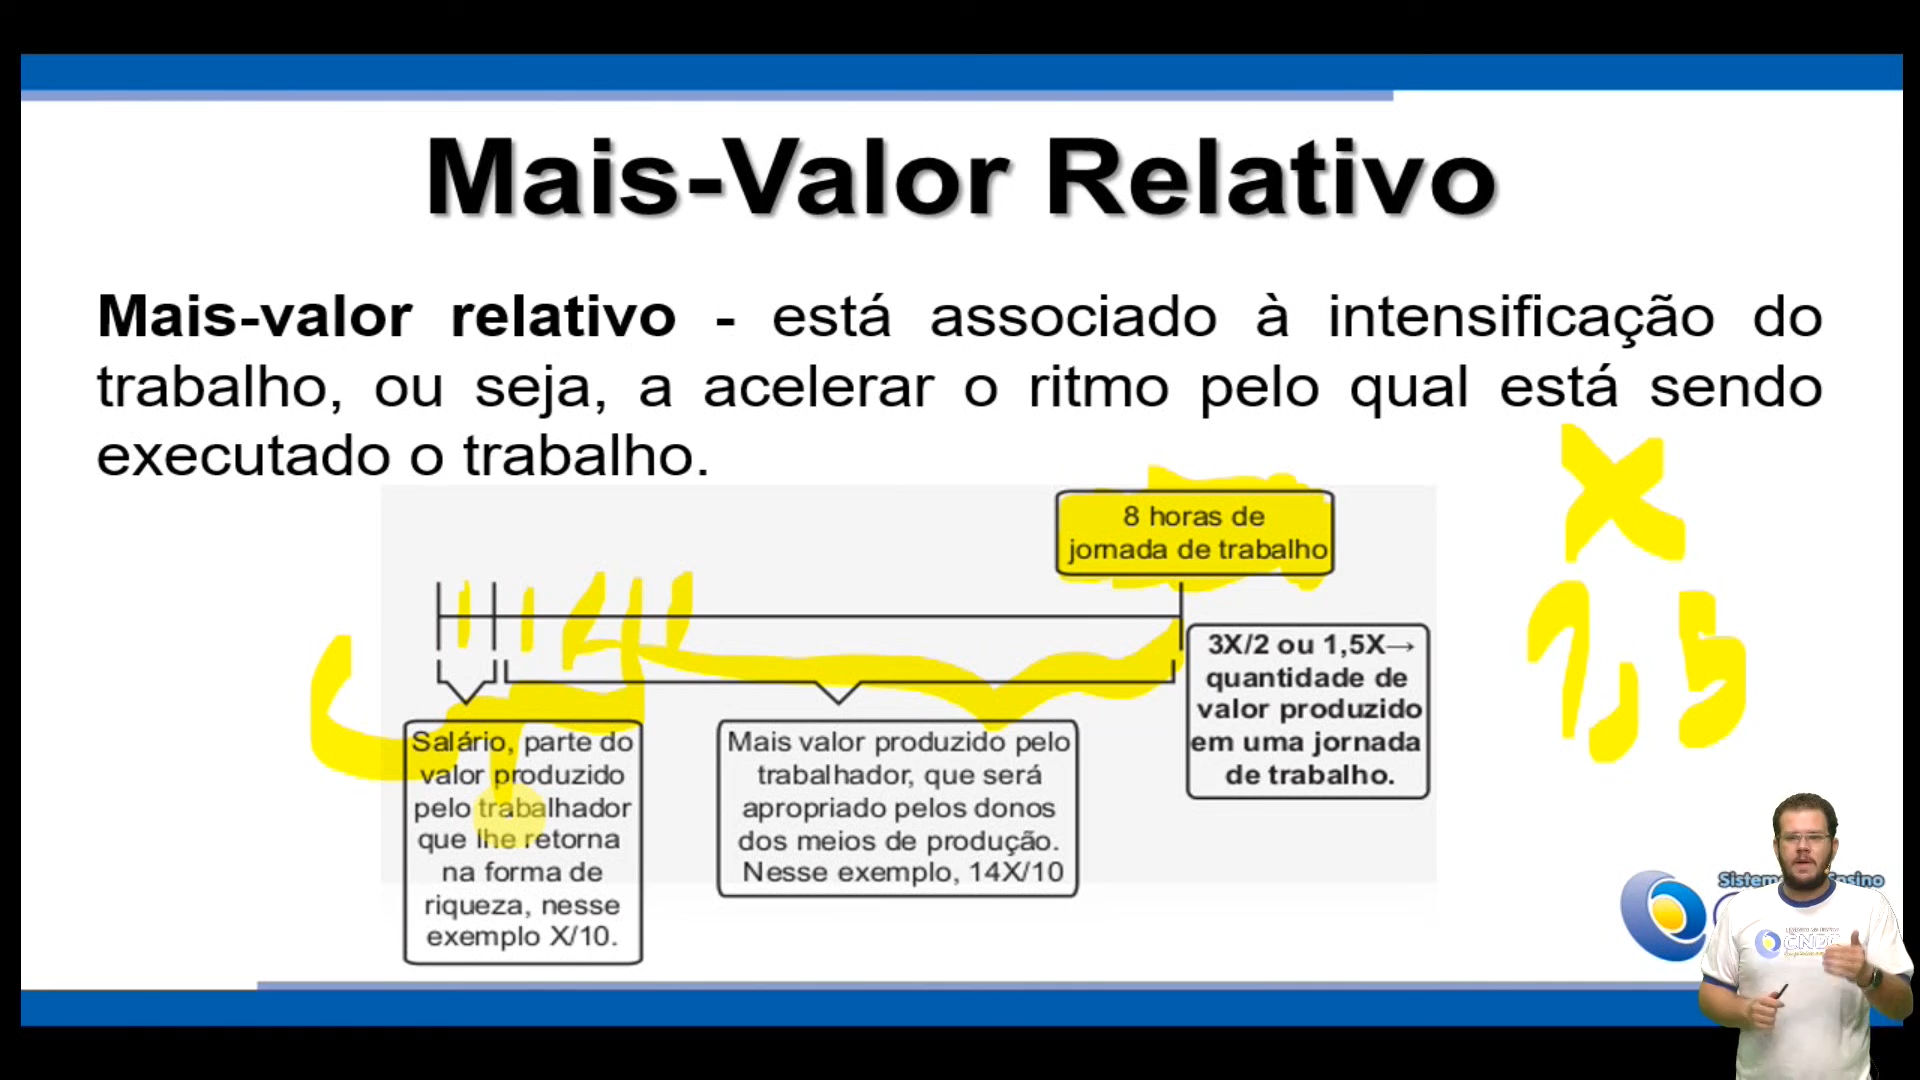 Mais-Valor Relativo
Mais-valor relativo - está associado à intensificação do
trabalho, ou seja, a acelerar o ritmo pelo qual está sendo
executado o trabalho.
8 horas de
jornada de trabalho
X
1,5
3X/2 ou 1,5X→
quantidade de
valor produzido
em uma jornada
de trabalho.
Salário, parte do
valor produzido
pelo trabalhador
que lhe retorna
na forma de
riqueza, nesse
exemplo X/10.
Mais valor produzido pelo
trabalhador, que será
apropriado pelos donos
dos meios de produção.
Nesse exemplo, 14X/10